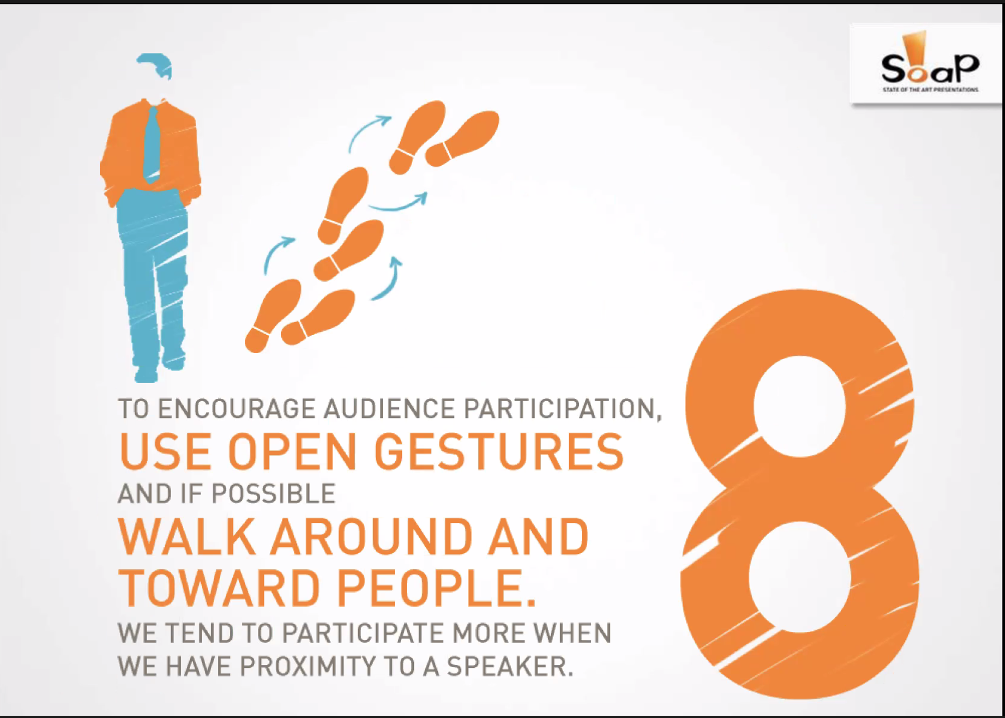 SOAP
STATE OF THE ART PRESENTATIONS
TO ENCOURAGE AUDIENCE PARTICIPATION,
USE OPEN GESTURES
AND IF POSSIBLE
WALK AROUND AND
TOWARD PEOPLE.
WE TEND TO PARTICIPATE MORE WHEN
WE HAVE PROXIMITY TO A SPEAKER.
8